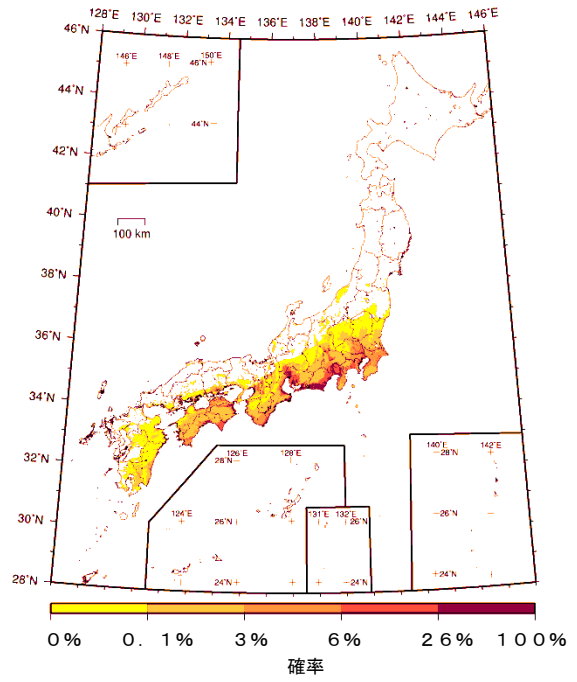 128°E 130°E 132°E 134°E 136°E 138°E 140°E 142°E 144°E 146°E
46°N
146°E 148°E 150°E
46°N
44°N
44°N
42°N
40°N
100 km
38°N
36°N
34°N
32°N
126°E 128°E
28°N
140°E 142°E
28°N
124°E
30°N
26°N
131°E 132°E
26°N
26°N
28°N
24°N
24°N
24°N
0% 0. 1% 3% 6% 26% 100%
確率